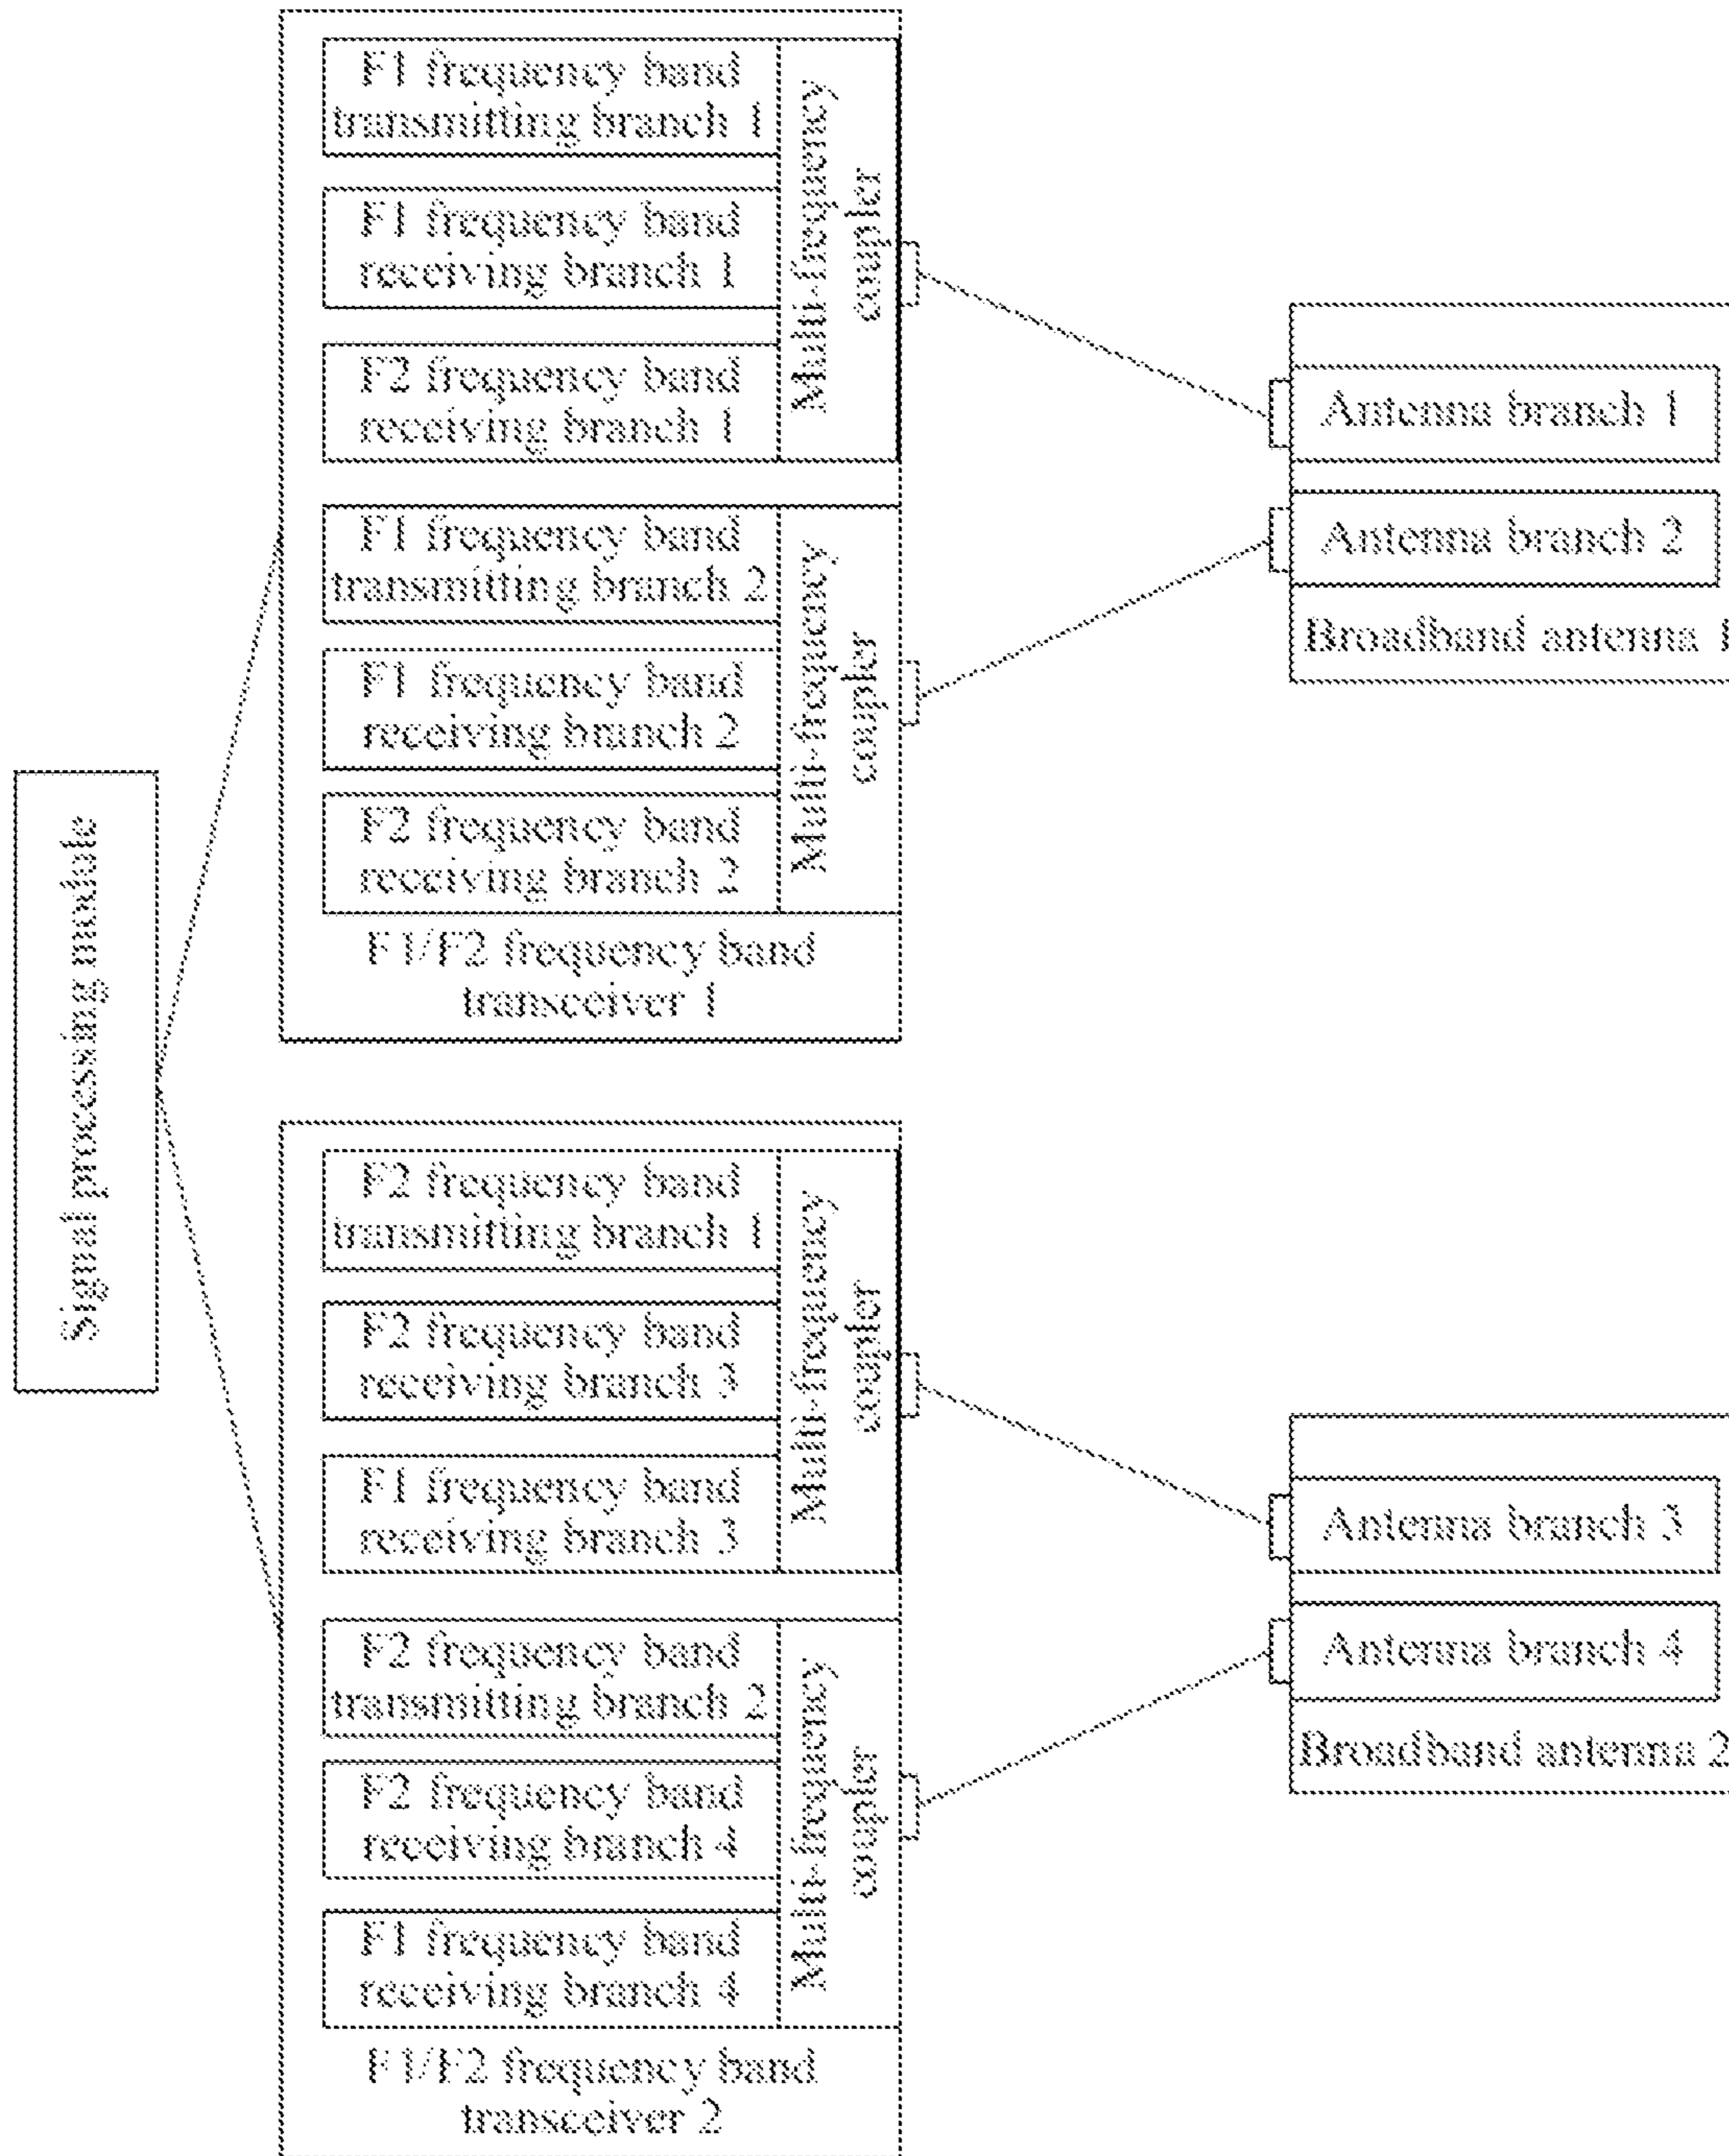 Signal processing module
F1 frequency band
transmitting branch 1
F1 frequency band
receiving branch 1
F2 frequency band
receiving branch 1
Multi-frequency
coupler
F1 frequency band
transmitting branch 2
F1 frequency band
receiving branch 2
F2 frequency band
receiving branch 2
Multi-frequency
coupler
F1/F2 frequency band
transceiver 1
Antenna branch 1
Antenna branch 2
Broadband antenna 1
F2 frequency band
transmitting branch 1
F2 frequency band
receiving branch 3
F1 frequency band
receiving branch 3
Multi-frequency
coupler
F2 frequency band
transmitting branch 2
F2 frequency band
receiving branch 4
F1 frequency band
receiving branch 4
Multi-frequency
coupler
F1/F2 frequency band
transceiver 2
Antenna branch 3
Antenna branch 4
Broadband antenna 2